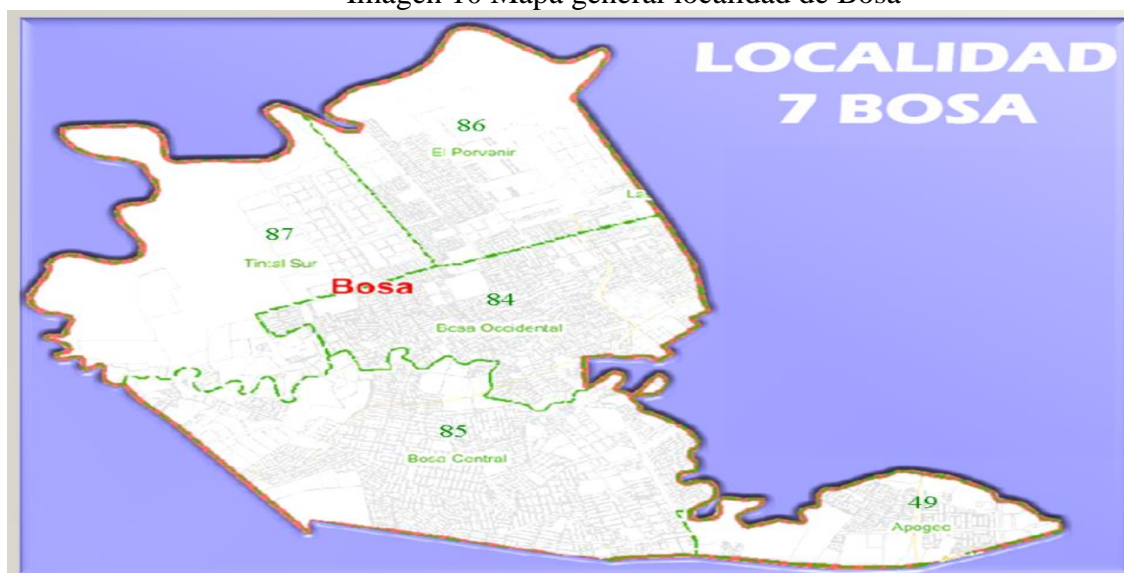 Imagen 16 Mapa general localidad de Bosa
LOCALIDAD
7 BOSA
86
El Porvenir
La
87
Tintal Sur
Bosa
84
Bosa Occidental
85
Bosa Central
49
Apogeo